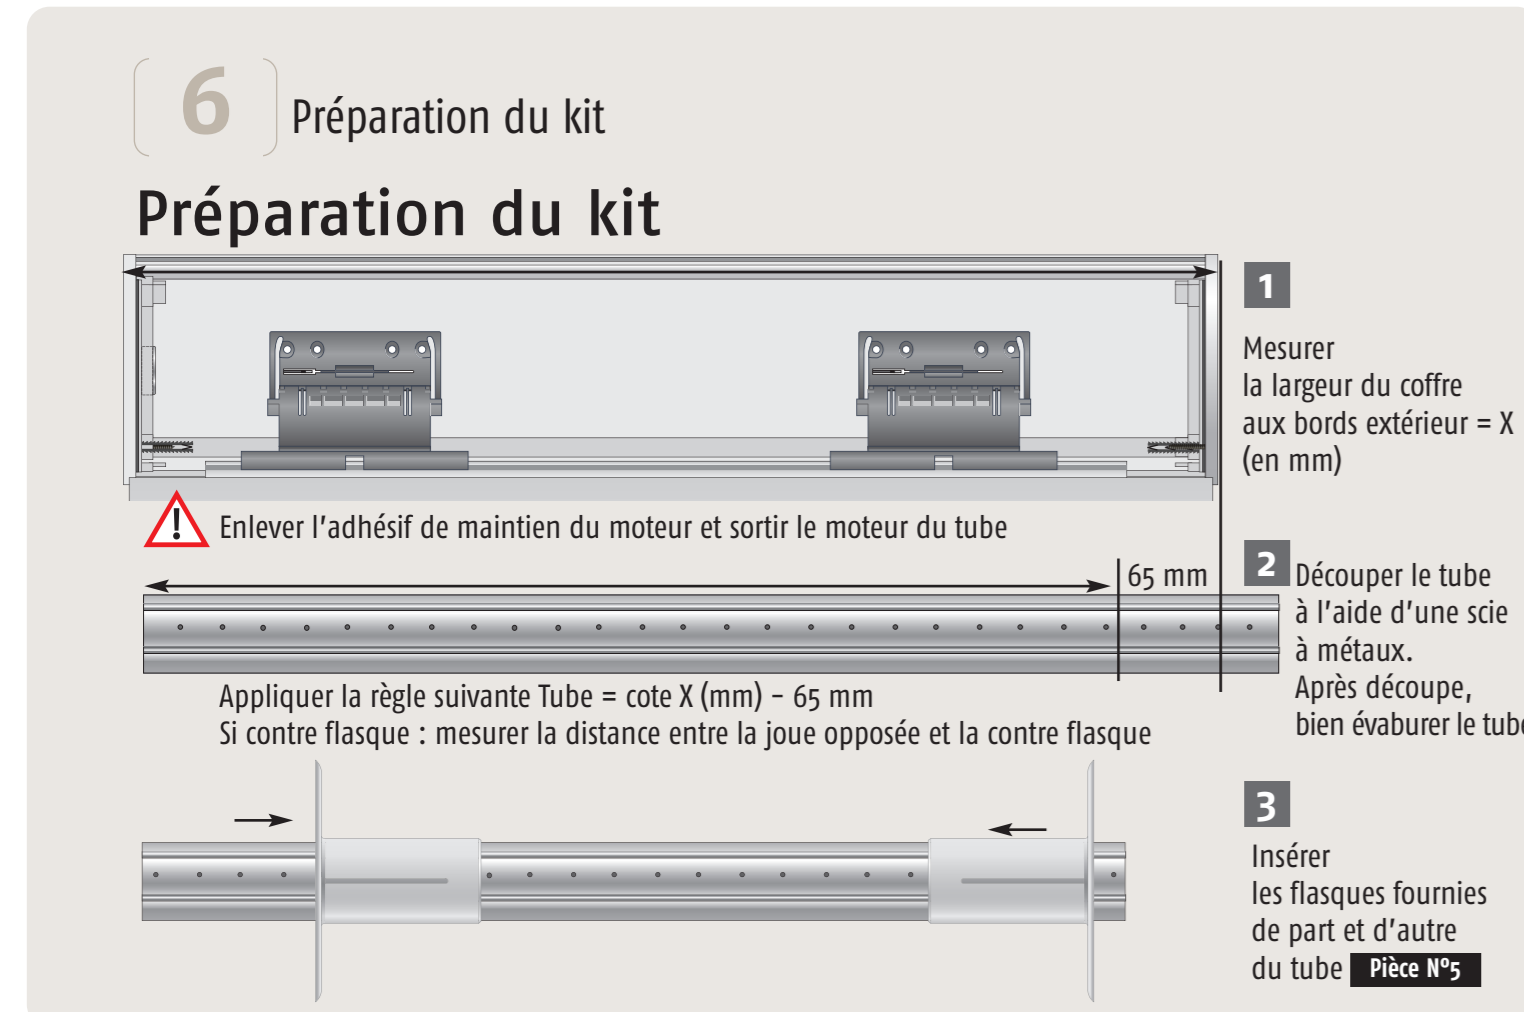 6
Préparation du kit
Préparation du kit
1
Mesurer
la largeur du coffre
aux bords extérieur = X
(en mm)
! Enlever l'adhésif de maintien du moteur et sortir le moteur du tube
65 mm
2
Découper le tube
à l'aide d'une scie
à métaux.
Après découpe,
bien évaburer le tube
Appliquer la règle suivante Tube = cote X (mm) – 65 mm
Si contre flasque : mesurer la distance entre la joue opposée et la contre flasque
3
Insérer
les flasques fournies
de part et d'autre
du tube Pièce N°5